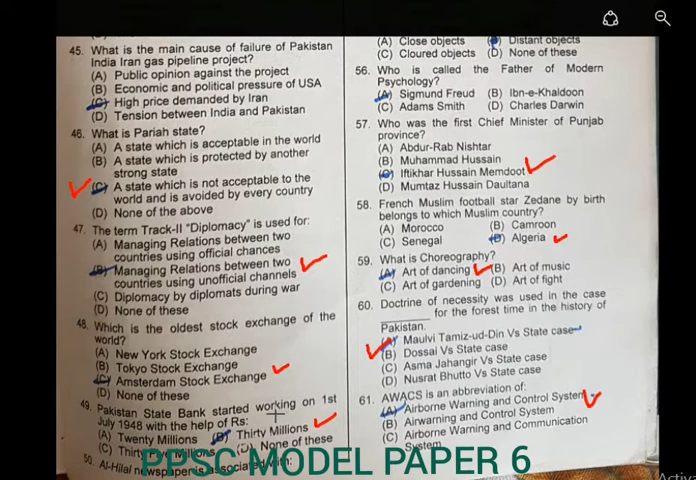 45. What is the main cause of failure of Pakistan
India Iran gas pipeline project?
(A) Public opinion against the project
(B) Economic and political pressure of USA
(C) High price demanded by Iran
(D) Tension between India and Pakistan
46. What is Pariah state?
(A) A state which is acceptable in the world
(B) A state which is protected by another
strong state
(C) A state which is not acceptable to the
world and is avoided by every country
(D) None of the above
47. The term Track-II "Diplomacy" is used for:
(A) Managing Relations between two
countries using official chances
(B) Managing Relations between two
countries using unofficial channels
(C) Diplomacy by diplomats during war
(D) None of these
48. Which is the oldest stock exchange of the
world?
(A) New York Stock Exchange
(B) Tokyo Stock Exchange
(C) Amsterdam Stock Exchange
(D) None of these
49. Pakistan State Bank started working on 1st
July 1948 with the help of Rs:
(A) Twenty Millions (B) Thirty Millions
(C) Millions (D) None of these
50. Al-Hilal newspaper is associated with:
(A) Close objects (B) Distant objects
(C) Cloured objects (D) None of these
56. Who is called the Father of Modern
Psychology?
(A) Sigmund Freud (B) Ibn-e-Khaldoon
(C) Adams Smith (D) Charles Darwin
57. Who was the first Chief Minister of Punjab
province?
(A) Abdur-Rab Nishtar
(B) Muhammad Hussain
(C) Iftikhar Hussain Memdoot
(D) Mumtaz Hussain Daultana
58. French Muslim football star Zedane by birth
belongs to which Muslim country?
(A) Morocco (B) Camroon
(C) Senegal (D) Algeria
59. What is Choreography?
(A) Art of dancing (B) Art of music
(C) Art of gardening (D) Art of fight
60. Doctrine of necessity was used in the case
for the forest time in the history of
Pakistan.
(A) Maulvi Tamiz-ud-Din Vs State case
(B) Dossai Vs State case
(C) Asma Jahangir Vs State case
(D) Nusrat Bhutto Vs State case
61. AWACS is an abbreviation of:
(A) Airborne Warning and Control System
(B) Airwarning and Control System
(C) Airborne Warning and Communication
System
PPSC MODEL PAPER 6